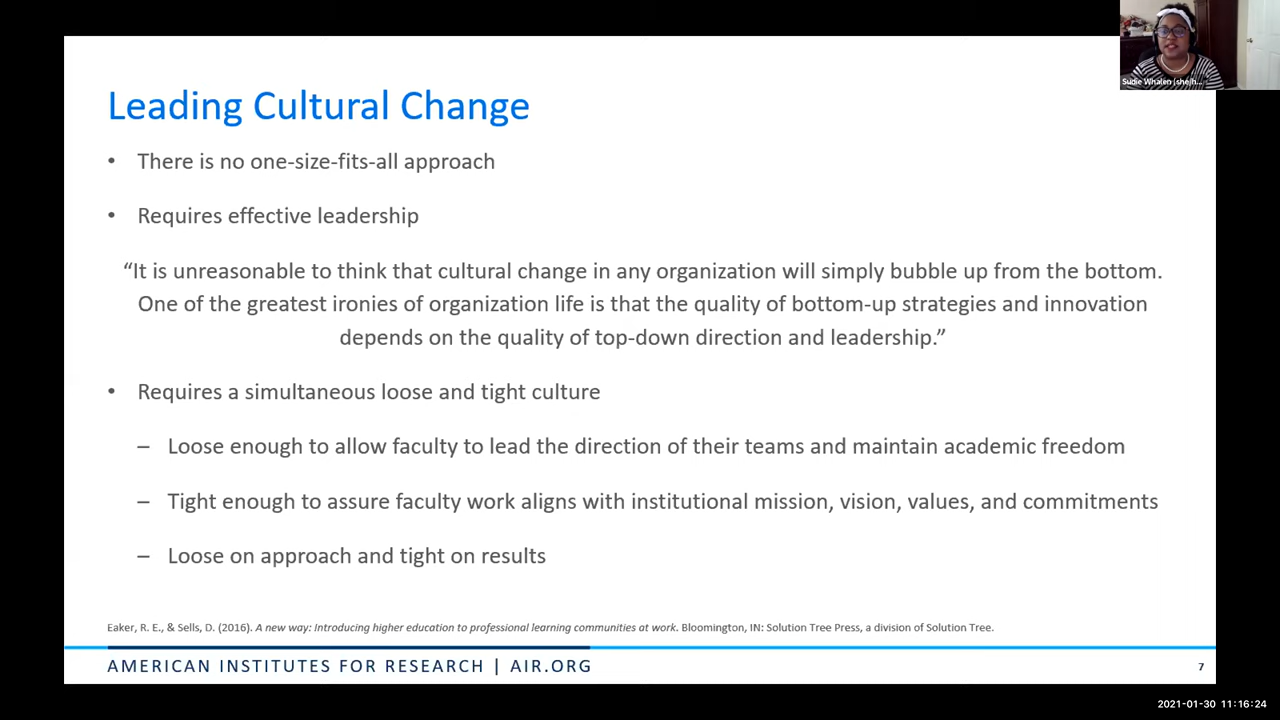 Sudie Whalen (she/h...
Leading Cultural Change
• There is no one-size-fits-all approach
• Requires effective leadership
“It is unreasonable to think that cultural change in any organization will simply bubble up from the bottom.
One of the greatest ironies of organization life is that the quality of bottom-up strategies and innovation
depends on the quality of top-down direction and leadership.”
• Requires a simultaneous loose and tight culture
– Loose enough to allow faculty to lead the direction of their teams and maintain academic freedom
– Tight enough to assure faculty work aligns with institutional mission, vision, values, and commitments
– Loose on approach and tight on results
Eaker, R. E., & Sells, D. (2016). A new way: Introducing higher education to professional learning communities at work. Bloomington, IN: Solution Tree Press, a division of Solution Tree.
AMERICAN INSTITUTES FOR RESEARCH | AIR.ORG
7
2021-01-30 11:16:24